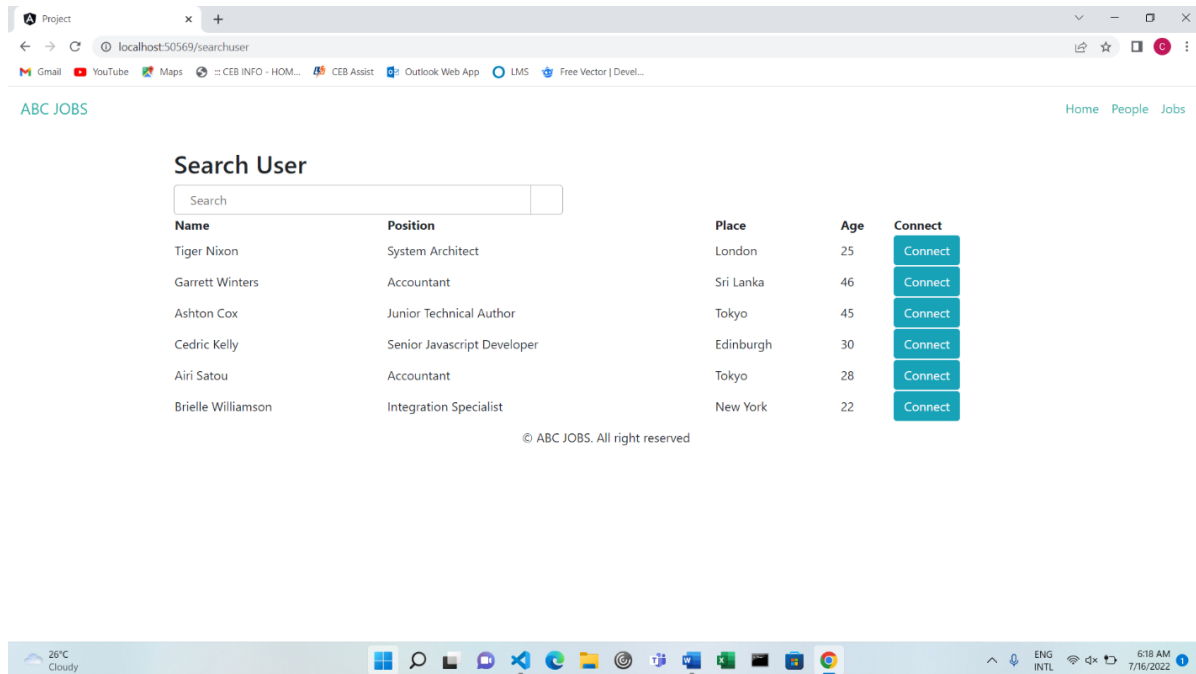 Project
localhost:50569/searchuser
C
Gmail YouTube Maps ::: CEB INFO - HOM... CEB Assist Outlook Web App LMS Free Vector | Devel...
ABC JOBS Home People Jobs
Search User
Search
Name Position Place Age Connect
Tiger Nixon System Architect London 25 Connect
Garrett Winters Accountant Sri Lanka 46 Connect
Ashton Cox Junior Technical Author Tokyo 45 Connect
Cedric Kelly Senior Javascript Developer Edinburgh 30 Connect
Airi Satou Accountant Tokyo 28 Connect
Brielle Williamson Integration Specialist New York 22 Connect
© ABC JOBS. All right reserved
26°C
Cloudy
ENG
INTL
6:18 AM
7/16/2022
1